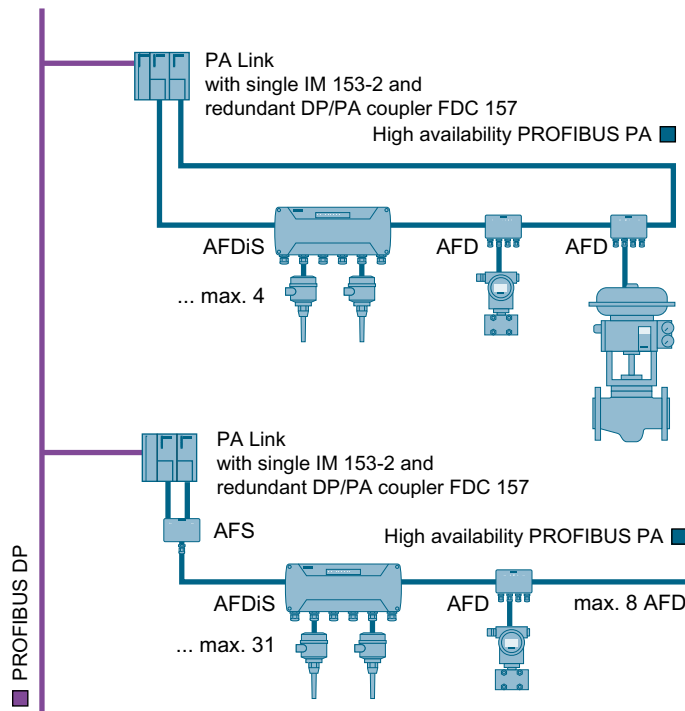 PA Link
with single IM 153-2 and
redundant DP/PA coupler FDC 157
High availability PROFIBUS PA
AFDiS
AFD
AFD
... max. 4
PA Link
with single IM 153-2 and
redundant DP/PA coupler FDC 157
AFS
High availability PROFIBUS PA
AFDiS
AFD
max. 8 AFD
... max. 31
PROFIBUS DP